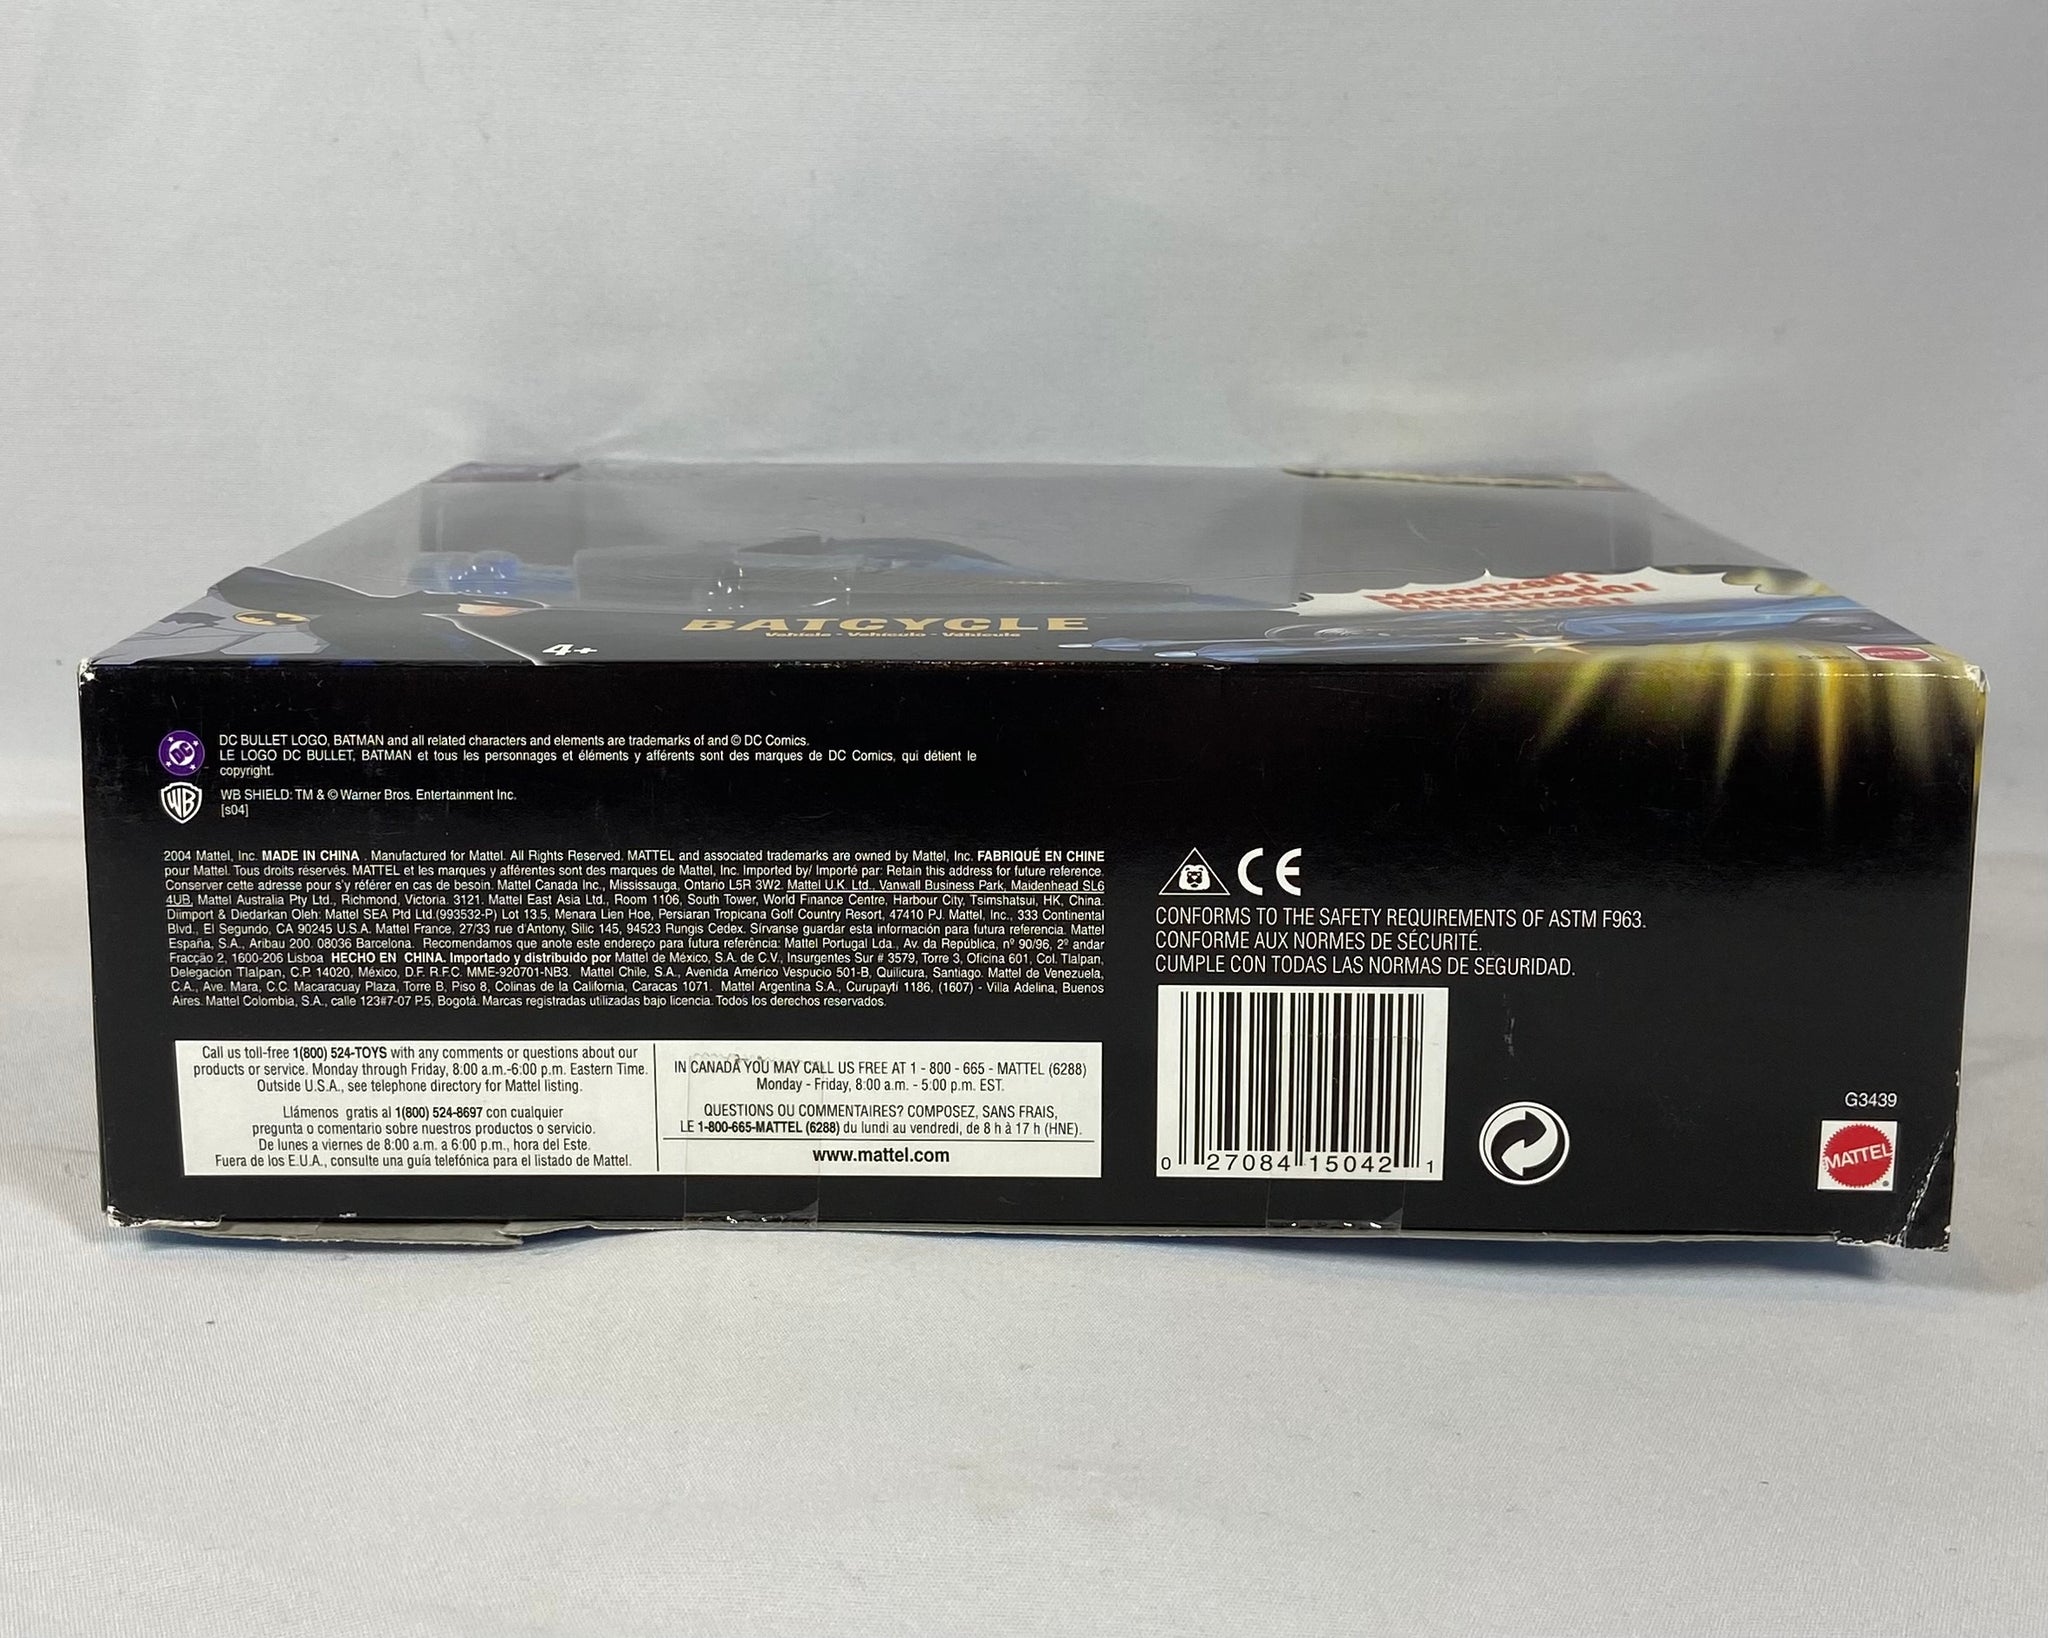 Motorized!
BATCYCLE
Vehicle - Vehículo - Véhicule
4+
DC
DC BULLET LOGO, BATMAN and all related characters and elements are trademarks of and © DC Comics.
LE LOGO DC BULLET, BATMAN et tous les personnages et éléments y afférents sont des marques de DC Comics, qui détient le
copyright.
WB
WB SHIELD: TM & © Warner Bros. Entertainment Inc.
[s04]
2004 Mattel, Inc. MADE IN CHINA . Manufactured for Mattel. All Rights Reserved. MATTEL and associated trademarks are owned by Mattel, Inc. FABRIQUÉ EN CHINE
pour Mattel. Tous droits réservés. MATTEL et les marques y afférentes sont des marques de Mattel, Inc. Imported by/ Importé par: Retain this address for future reference.
Conserver cette adresse pour s'y référer en cas de besoin. Mattel Canada Inc., Mississauga, Ontario L5R 3W2. Mattel U.K. Ltd., Vanwall Business Park, Maidenhead SL6
4UB. Mattel Australia Pty Ltd., Richmond, Victoria. 3121. Mattel East Asia Ltd., Room 1106, South Tower, World Finance Centre, Harbour City, Tsimshatsui, HK, China.
Diimport & Diedarkan Oleh: Mattel SEA Ptd Ltd.(993532-P) Lot 13.5, Menara Lien Hoe, Persiaran Tropicana Golf Country Resort, 47410 PJ. Mattel, Inc., 333 Continental
Blvd., El Segundo, CA 90245 U.S.A. Mattel France, 27/33 rue d'Antony, Silic 145, 94523 Rungis Cedex. Sírvanse guardar esta información para futura referencia. Mattel
España, S.A., Aribau 200. 08036 Barcelona. Recomendamos que anote este endereço para futura referência: Mattel Portugal Lda., Av. da República, nº 90/96, 2º andar
Fracção 2, 1600-206 Lisboa HECHO EN CHINA. Importado y distribuido por Mattel de México, S.A. de C.V., Insurgentes Sur # 3579, Torre 3, Oficina 601, Col. Tlalpan,
Delegación Tlalpan, C.P. 14020, México, D.F. R.F.C. MME-920701-NB3. Mattel Chile, S.A., Avenida Américo Vespucio 501-B, Quilicura, Santiago. Mattel de Venezuela,
C.A., Ave. Mara, C.C. Macaracuay Plaza, Torre B, Piso 8, Colinas de la California, Caracas 1071. Mattel Argentina S.A., Curupaytí 1186, (1607) - Villa Adelina, Buenos
Aires. Mattel Colombia, S.A., calle 123#7-07 P.5, Bogotá. Marcas registradas utilizadas bajo licencia. Todos los derechos reservados.
Call us toll-free 1(800) 524-TOYS with any comments or questions about our
products or service. Monday through Friday, 8:00 a.m.-6:00 p.m. Eastern Time.
Outside U.S.A., see telephone directory for Mattel listing.
Llámenos gratis al 1(800) 524-8697 con cualquier
pregunta o comentario sobre nuestros productos o servicio.
De lunes a viernes de 8:00 a.m. a 6:00 p.m., hora del Este.
Fuera de los E.U.A., consulte una guía telefónica para el listado de Mattel.
IN CANADA YOU MAY CALL US FREE AT 1 - 800 - 665 - MATTEL (6288)
Monday - Friday, 8:00 a.m. - 5:00 p.m. EST.
QUESTIONS OU COMMENTAIRES? COMPOSEZ, SANS FRAIS,
LE 1-800-665-MATTEL (6288) du lundi au vendredi, de 8 h à 17 h (HNE).
www.mattel.com
CE
CONFORMS TO THE SAFETY REQUIREMENTS OF ASTM F963.
CONFORME AUX NORMES DE SÉCURITÉ.
CUMPLE CON TODAS LAS NORMAS DE SEGURIDAD.
0 27084 15042 1
G3439
MATTEL